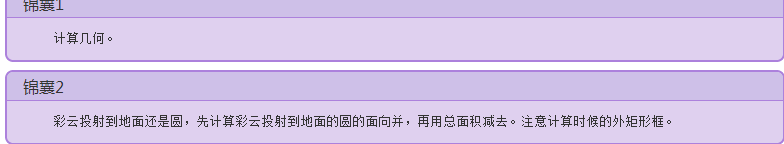 锦囊1
计算几何。
锦囊2
彩云投射到地面还是圆，先计算彩云投射到地面的圆的面向并，再用总面积减去。注意计算时候的外矩形框。